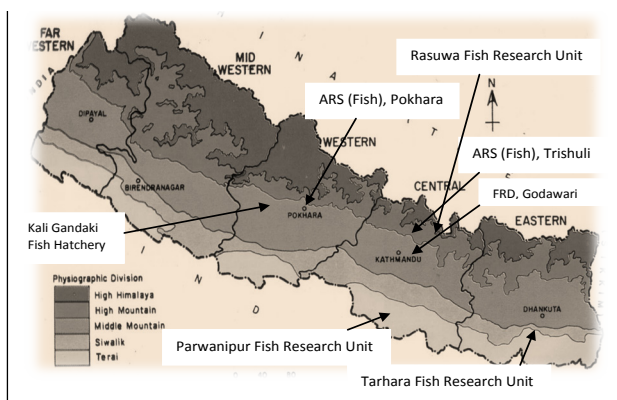 FAR
ESTERN
MID
WESTERN
Rasuwa Fish Research Unit
N
ARS (Fish), Pokhara
DIPAYAL
WESTERN
ARS (Fish), Trishuli
BIRENDRANAGAR
CENTRAL
FRD, Godawari
POKHARA
EASTERN
Kali Gandaki
Fish Hatchery
KATHMANDU
I N D
Physiographic Division
High Himalaya
High Mountain
Middle Mountain
Siwalik
Terai
DHANKUTA
Parwanipur Fish Research Unit
Tarhara Fish Research Unit